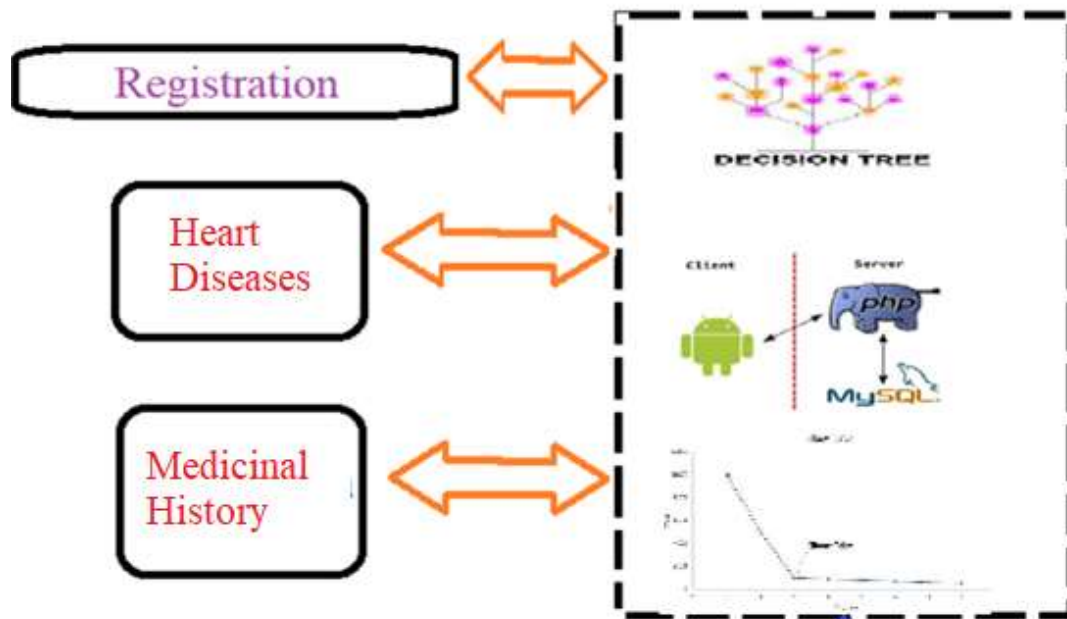 Registration
DECISION TREE
Heart
Diseases
Client
Server
php
MySQL
Medicinal
History